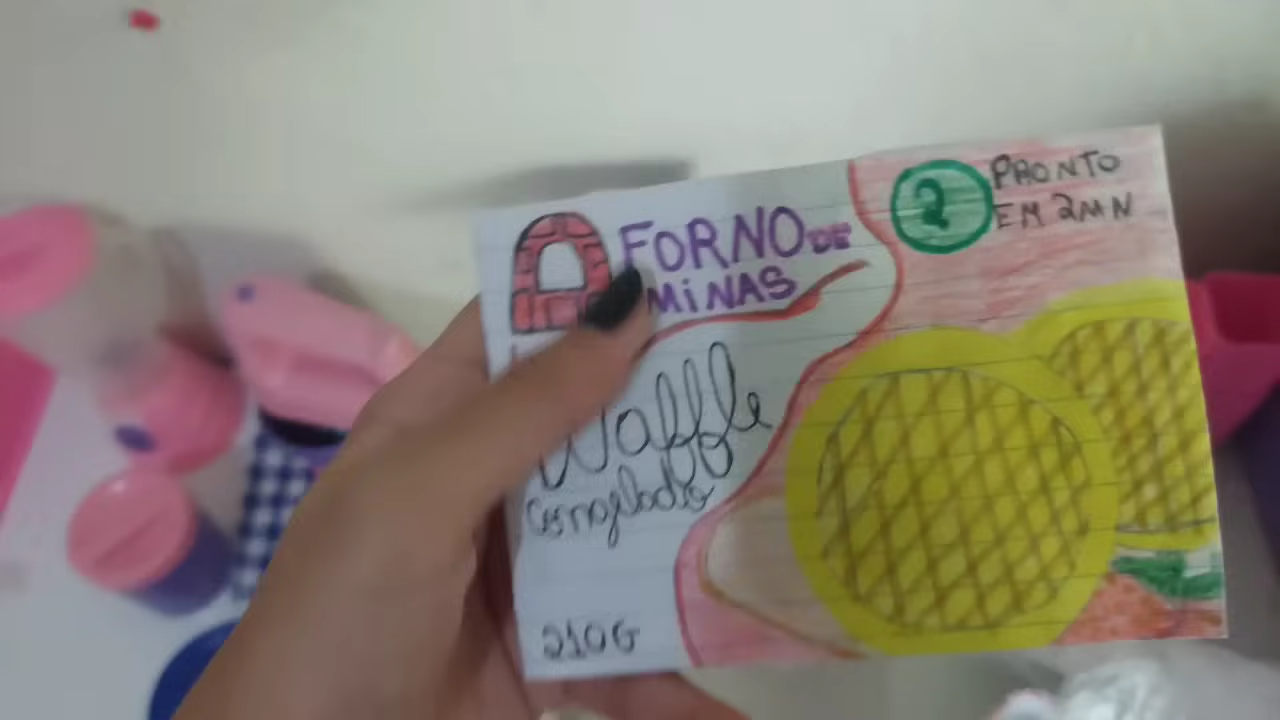 FORNO DE
MINAS
2
PRONTO
EM 2MN
Waffle
Congelado
210G